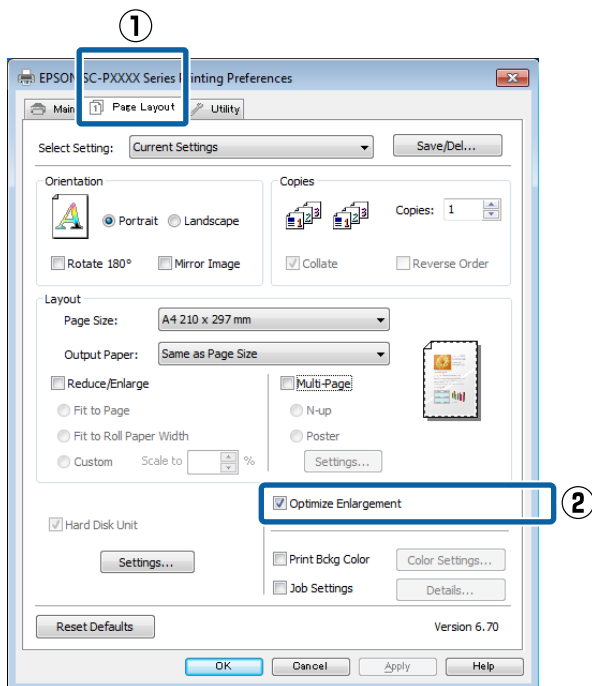 ①
EPSON SC-PXXXX Series Printing Preferences
Main Page Layout Utility
Select Setting: Current Settings Save/Del...
Orientation
Portrait Landscape
Rotate 180° Mirror Image
Copies
Copies: 1
Collate Reverse Order
Layout
Page Size: A4 210 x 297 mm
Output Paper: Same as Page Size
Reduce/Enlarge
Fit to Page
Fit to Roll Paper Width
Custom Scale to %
Multi-Page
N-up
Poster
Settings...
Optimize Enlargement
②
Hard Disk Unit
Settings...
Print Bckg Color Color Settings...
Job Settings Details...
Reset Defaults Version 6.70
OK Cancel Apply Help